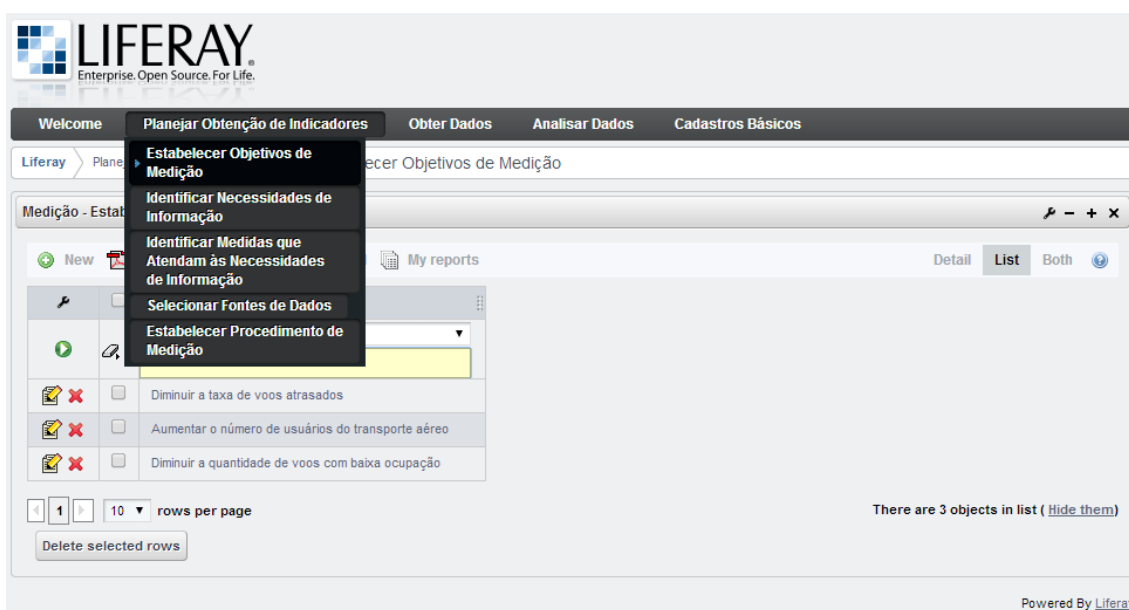 LIFERAY.
Enterprise. Open Source. For Life.
Welcome Planejar Obtenção de Indicadores Obter Dados Analisar Dados Cadastros Básicos
Liferay Plane ecer Objetivos de Medição
Estabelecer Objetivos de
Medição
Identificar Necessidades de
Informação
Identificar Medidas que
Atendam às Necessidades
de Informação
Selecionar Fontes de Dados
Estabelecer Procedimento de
Medição
Medição - Estab
New My reports Detail List Both
Diminuir a taxa de voos atrasados
Aumentar o número de usuários do transporte aéreo
Diminuir a quantidade de voos com baixa ocupação
1 10 rows per page There are 3 objects in list ( Hide them)
Delete selected rows
Powered By Liferay